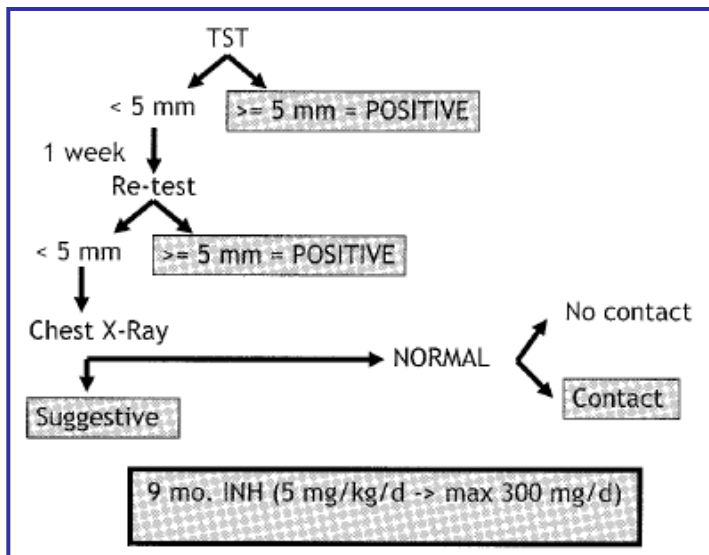 TST
< 5 mm
>= 5 mm = POSITIVE
1 week
Re-test
< 5 mm
>= 5 mm = POSITIVE
Chest X-Ray
No contact
NORMAL
Contact
Suggestive
9 mo. INH (5 mg/kg/d -> max 300 mg/d)